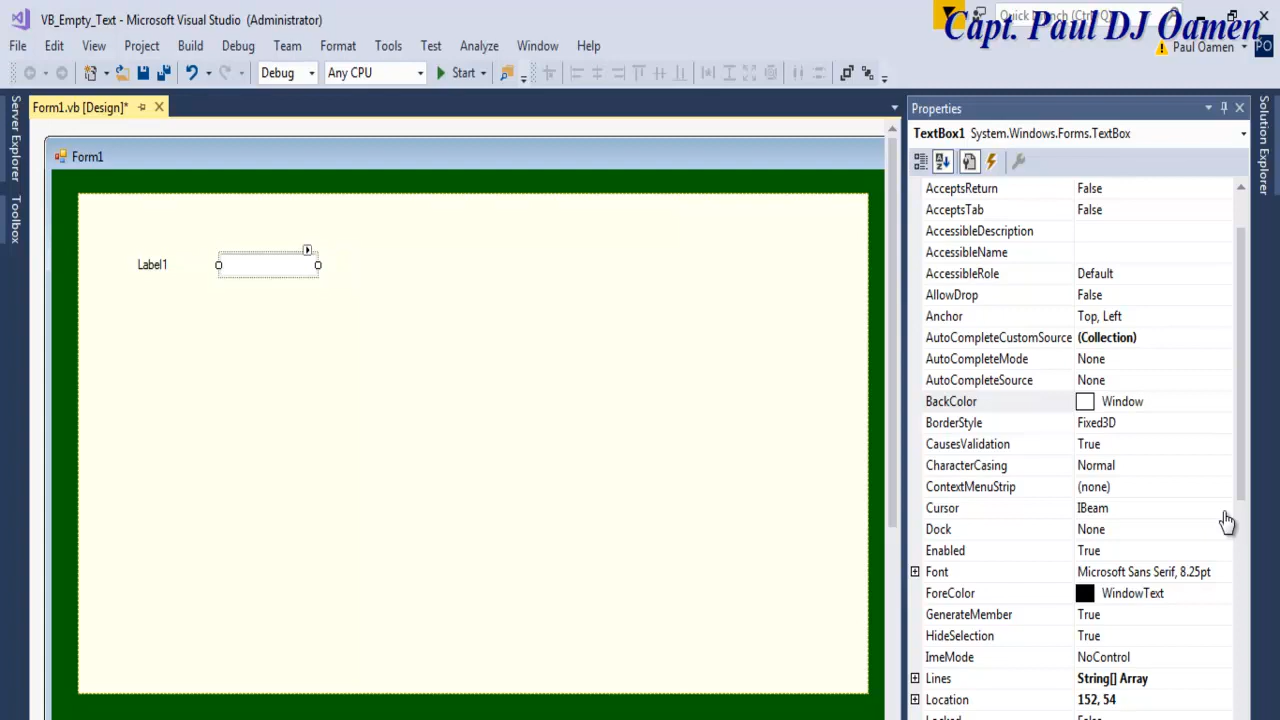 VB_Empty_Text - Microsoft Visual Studio (Administrator)
Quick Launch (Ctrl+Q)
Capt. Paul DJ Oamen
File Edit View Project Build Debug Team Format Tools Test Analyze Window Help
Paul Oamen PO
Debug Any CPU Start
Form1.vb [Design]*
Properties
Server Explorer
Toolbox
Solution Explorer
Form1
Label1
TextBox1 System.Windows.Forms.TextBox
AcceptsReturn False
AcceptsTab False
AccessibleDescription
AccessibleName
AccessibleRole Default
AllowDrop False
Anchor Top, Left
AutoCompleteCustomSource (Collection)
AutoCompleteMode None
AutoCompleteSource None
BackColor Window
BorderStyle Fixed3D
CausesValidation True
CharacterCasing Normal
ContextMenuStrip (none)
Cursor IBeam
Dock None
Enabled True
Font Microsoft Sans Serif, 8.25pt
ForeColor WindowText
GenerateMember True
HideSelection True
ImeMode NoControl
Lines String[] Array
Location 152, 54
Locked False